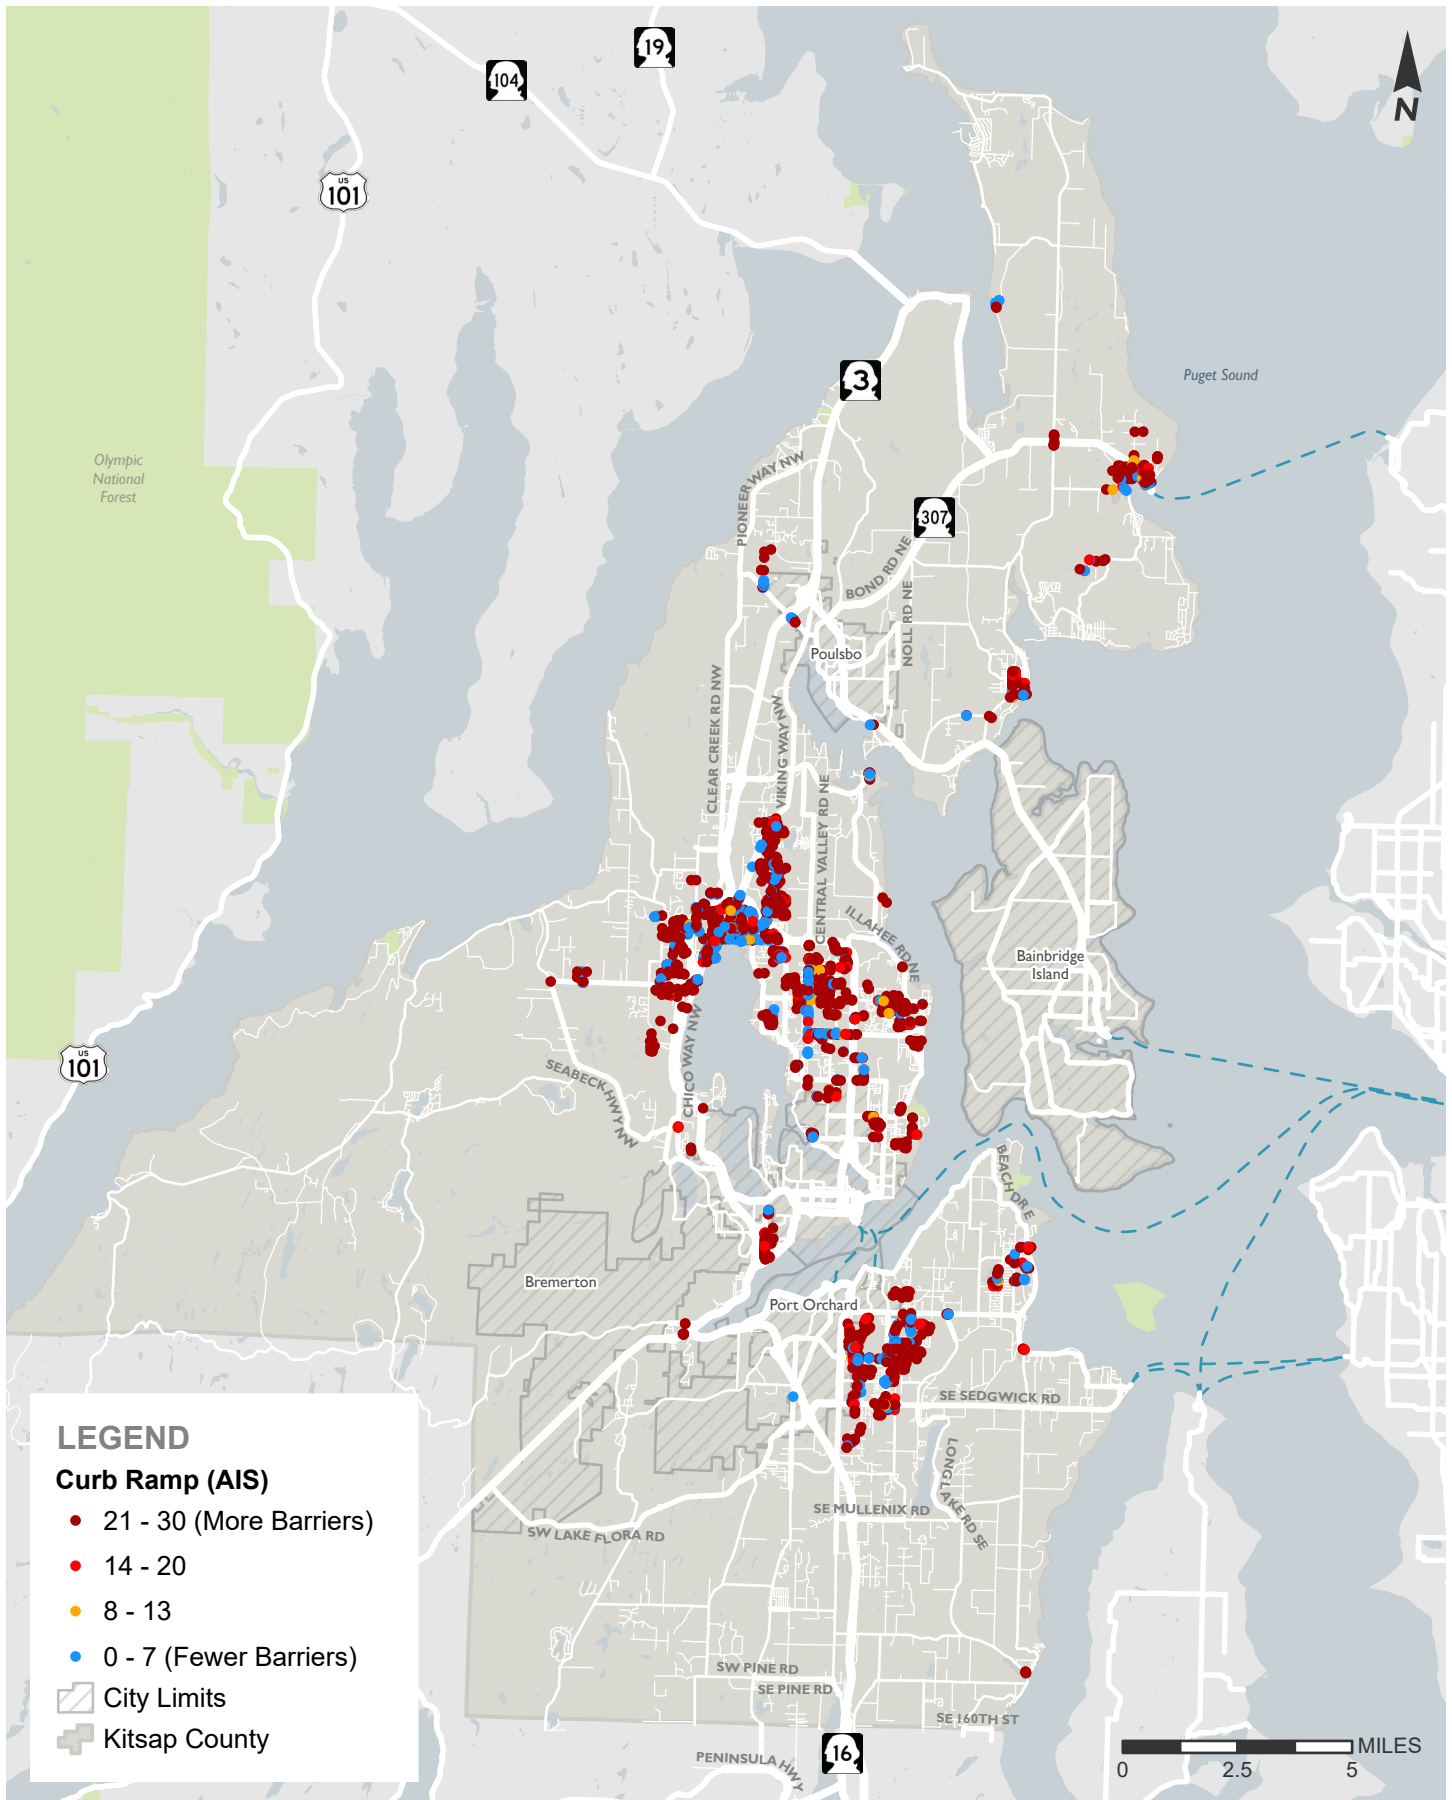 19
104
N
US
101
3
Puget Sound
Olympic
National
Forest
PIONEER WAY NW
307
BOND RD NE
NOLL RD NE
Poulsbo
CLEAR CREEK RD NW
VIKING WAY NW
CENTRAL VALLEY RD NE
ILLAHEE RD NE
Bainbridge
Island
US
101
CHICO WAY NW
SEABECK HWY NW
BEACH DR E
Bremerton
Port Orchard
SE SEDGWICK RD
LONG LAKE RD SE
SE MULLENIX RD
SW LAKE FLORA RD
SW PINE RD
SE PINE RD
SE 160TH ST
PENINSULA HWY
16
LEGEND
Curb Ramp (AIS)
21 - 30 (More Barriers)
14 - 20
8 - 13
0 - 7 (Fewer Barriers)
City Limits
Kitsap County
MILES
0 2.5 5